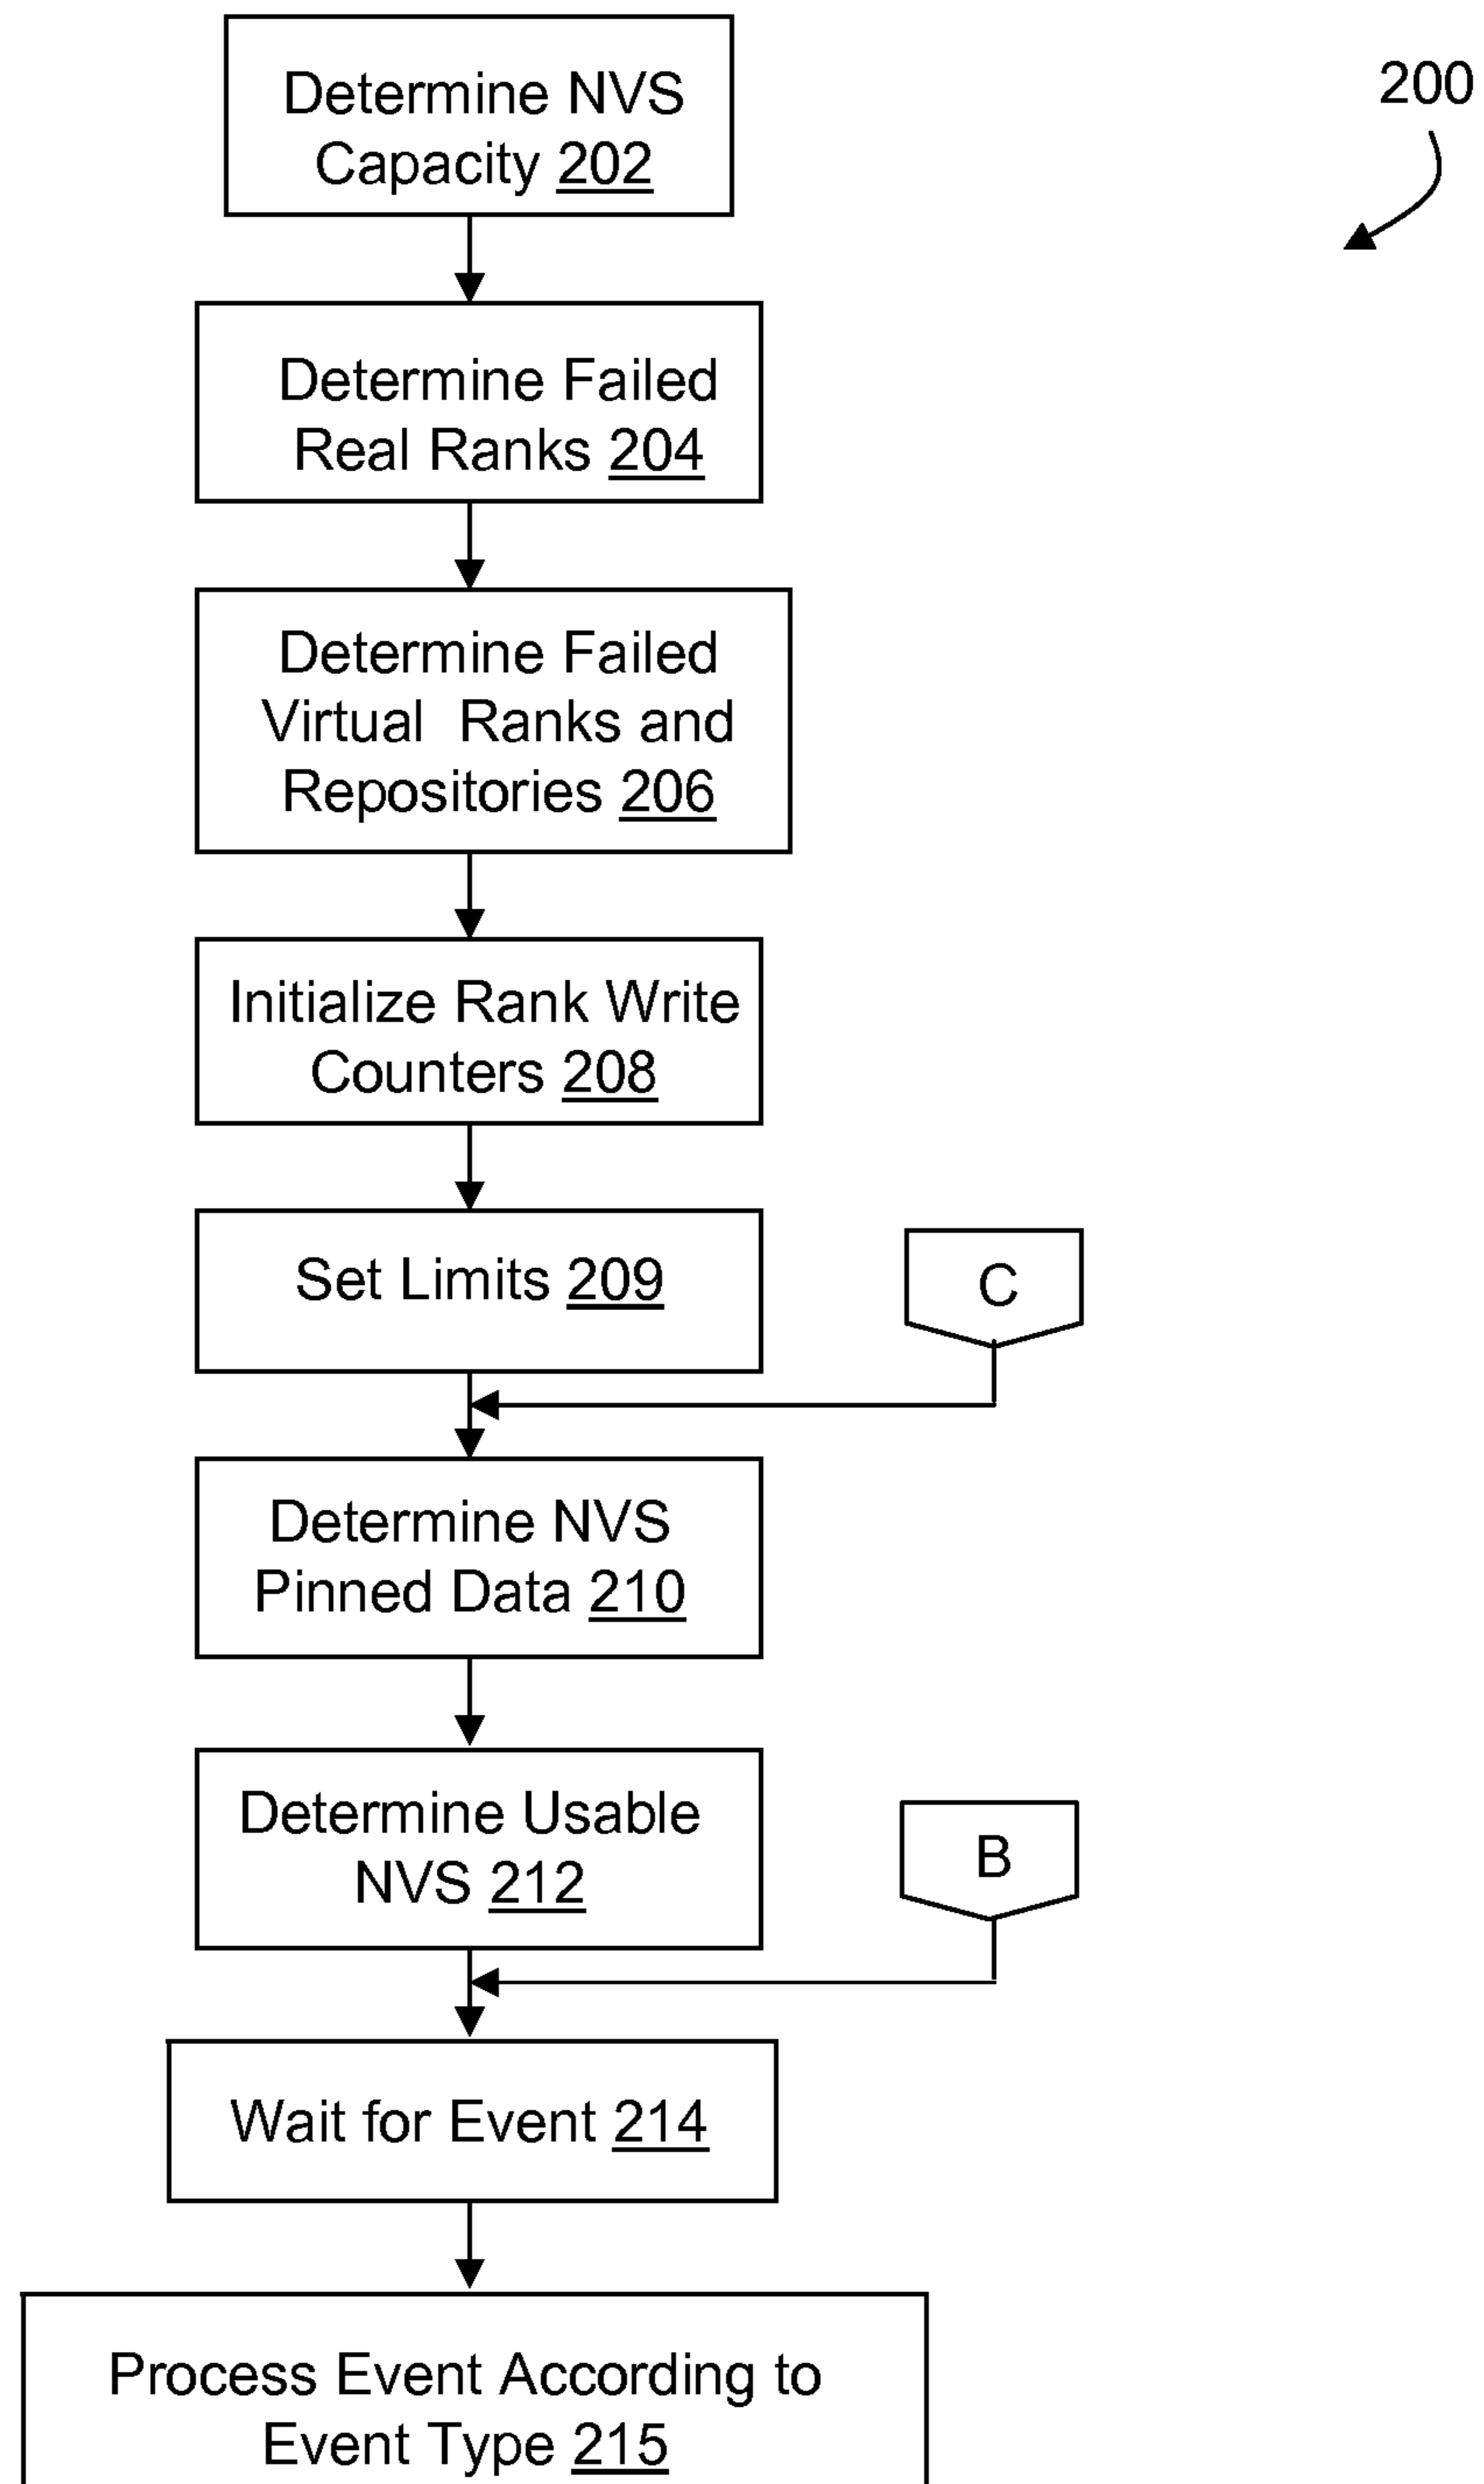 Determine NVS
Capacity 202
200
Determine Failed
Real Ranks 204
Determine Failed
Virtual Ranks and
Repositories 206
Initialize Rank Write
Counters 208
Set Limits 209
C
Determine NVS
Pinned Data 210
Determine Usable
NVS 212
B
Wait for Event 214
Process Event According to
Event Type 215